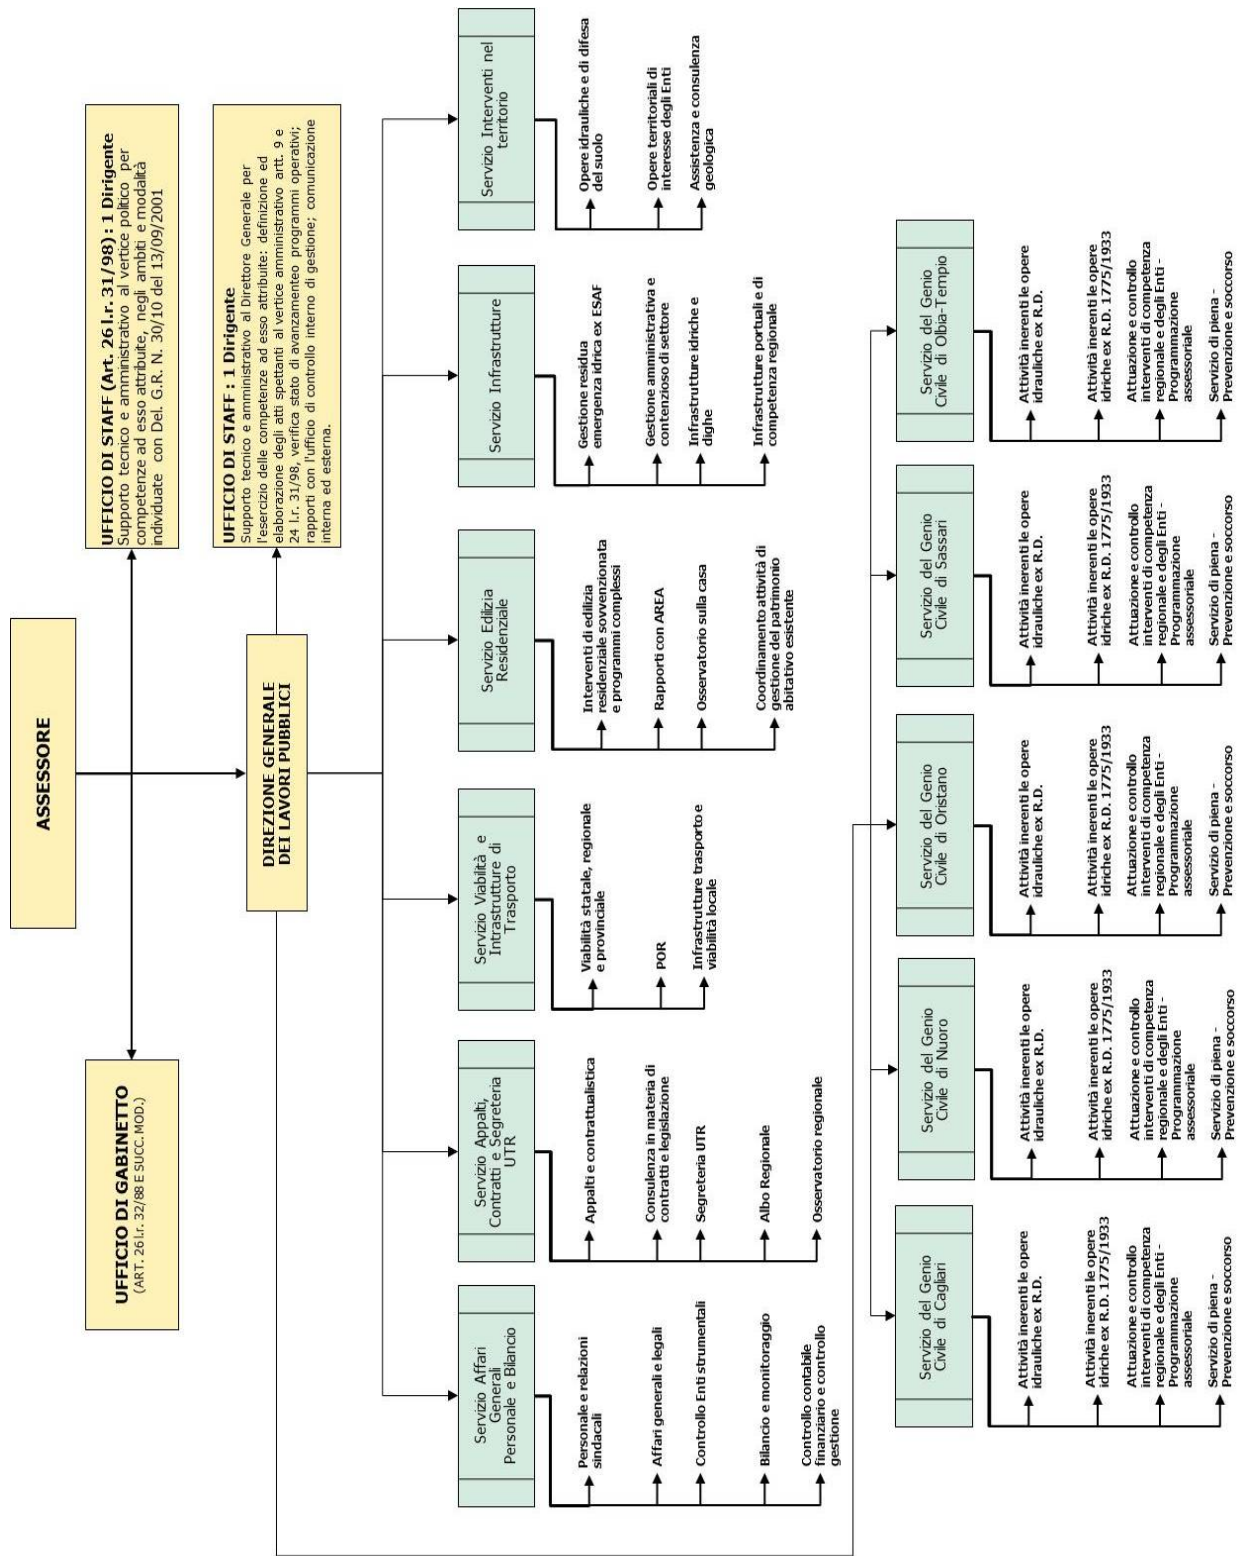 ASSESSORE
UFFICIO DI GABINETTO
(ART. 26 l.r. 32/88 E SUCC. MOD.)
UFFICIO DI STAFF (Art. 26 l.r. 31/98) : 1 Dirigente
Supporto tecnico e amministrativo al vertice politico per
competenze ad esso attribuite, negli ambiti e modalità
individuate con Del. G.R. N. 30/10 del 13/09/2001
DIREZIONE GENERALE
DEI LAVORI PUBBLICI
UFFICIO DI STAFF : 1 Dirigente
Supporto tecnico e amministrativo al Direttore Generale per
l'esercizio delle competenze ad esso attribuite: definizione ed
elaborazione degli atti spettanti al vertice amministrativo artt. 9 e
24 l.r. 31/98, verifica stato di avanzamenteo programmi operativi;
rapporti con l'ufficio di controllo interno di gestione; comunicazione
interna ed esterna.
Servizio Affari
Generali
Personale e Bilancio
Personale e relazioni
sindacali
Affari generali e legali
Controllo Enti strumentali
Bilancio e monitoraggio
Controllo contabile
finanziario e controllo
gestione
Servizio Appalti,
Contratti e Segreteria
UTR
Appalti e contrattualistica
Consulenza in materia di
contratti e legislazione
Segreteria UTR
Albo Regionale
Osservatorio regionale
Servizio Viabilità e
Intrastrutture di
Trasporto
Viabilità statale, regionale
e provinciale
POR
Infrastrutture trasporto e
viabilità locale
Servizio Edilizia
Residenziale
Interventi di edilizia
residenziale sovvenzionata
e programmi complessi
Rapporti con AREA
Osservatorio sulla casa
Coordinamento attività di
gestione del patrimonio
abitativo esistente
Servizio Infrastrutture
Gestione residua
emergenza idrica ex ESAF
Gestione amministrativa e
contenzioso di settore
Infrastrutture idriche e
dighe
Infrastrutture portuali e di
competenza regionale
Servizio Interventi nel
territorio
Opere idrauliche e di difesa
del suolo
Opere territoriali di
interesse degli Enti
Assistenza e consulenza
geologica
Servizio del Genio
Civile di Cagliari
Attività inerenti le opere
idrauliche ex R.D.
Attività inerenti le opere
idriche ex R.D. 1775/1933
Attuazione e controllo
interventi di competenza
regionale e degli Enti -
Programmazione
assessoriale
Servizio di piena -
Prevenzione e soccorso
Servizio del Genio
Civile di Nuoro
Attività inerenti le opere
idrauliche ex R.D.
Attività inerenti le opere
idriche ex R.D. 1775/1933
Attuazione e controllo
interventi di competenza
regionale e degli Enti -
Programmazione
assessoriale
Servizio di piena -
Prevenzione e soccorso
Servizio del Genio
Civile di Oristano
Attività inerenti le opere
idrauliche ex R.D.
Attività inerenti le opere
idriche ex R.D. 1775/1933
Attuazione e controllo
interventi di competenza
regionale e degli Enti -
Programmazione
assessoriale
Servizio di piena -
Prevenzione e soccorso
Servizio del Genio
Civile di Sassari
Attività inerenti le opere
idrauliche ex R.D.
Attività inerenti le opere
idriche ex R.D. 1775/1933
Attuazione e controllo
interventi di competenza
regionale e degli Enti -
Programmazione
assessoriale
Servizio di piena -
Prevenzione e soccorso
Servizio del Genio
Civile di Olbia-Tempio
Attività inerenti le opere
idrauliche ex R.D.
Attività inerenti le opere
idriche ex R.D. 1775/1933
Attuazione e controllo
interventi di competenza
regionale e degli Enti -
Programmazione
assessoriale
Servizio di piena -
Prevenzione e soccorso